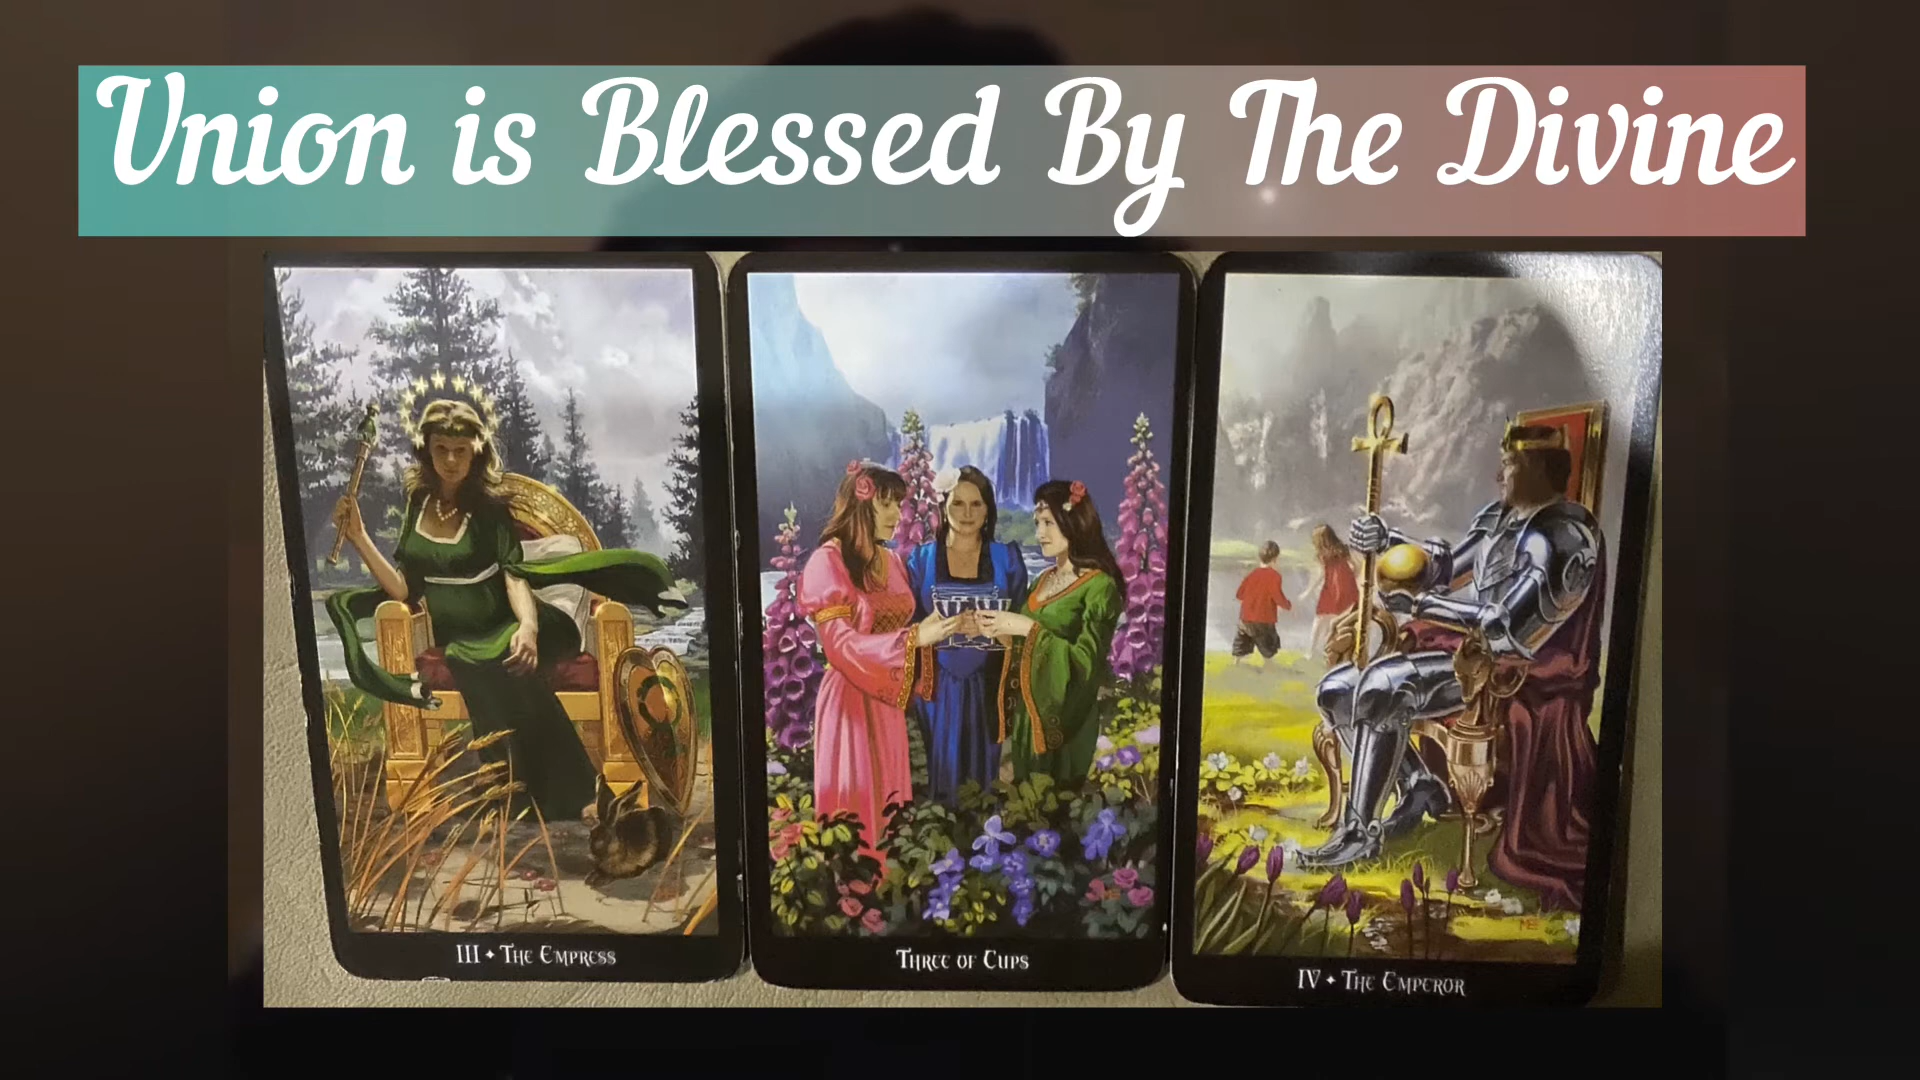 Union is Blessed By The Divine
III ✦ The Empress
Three of Cups
IV ✦ The Emperor